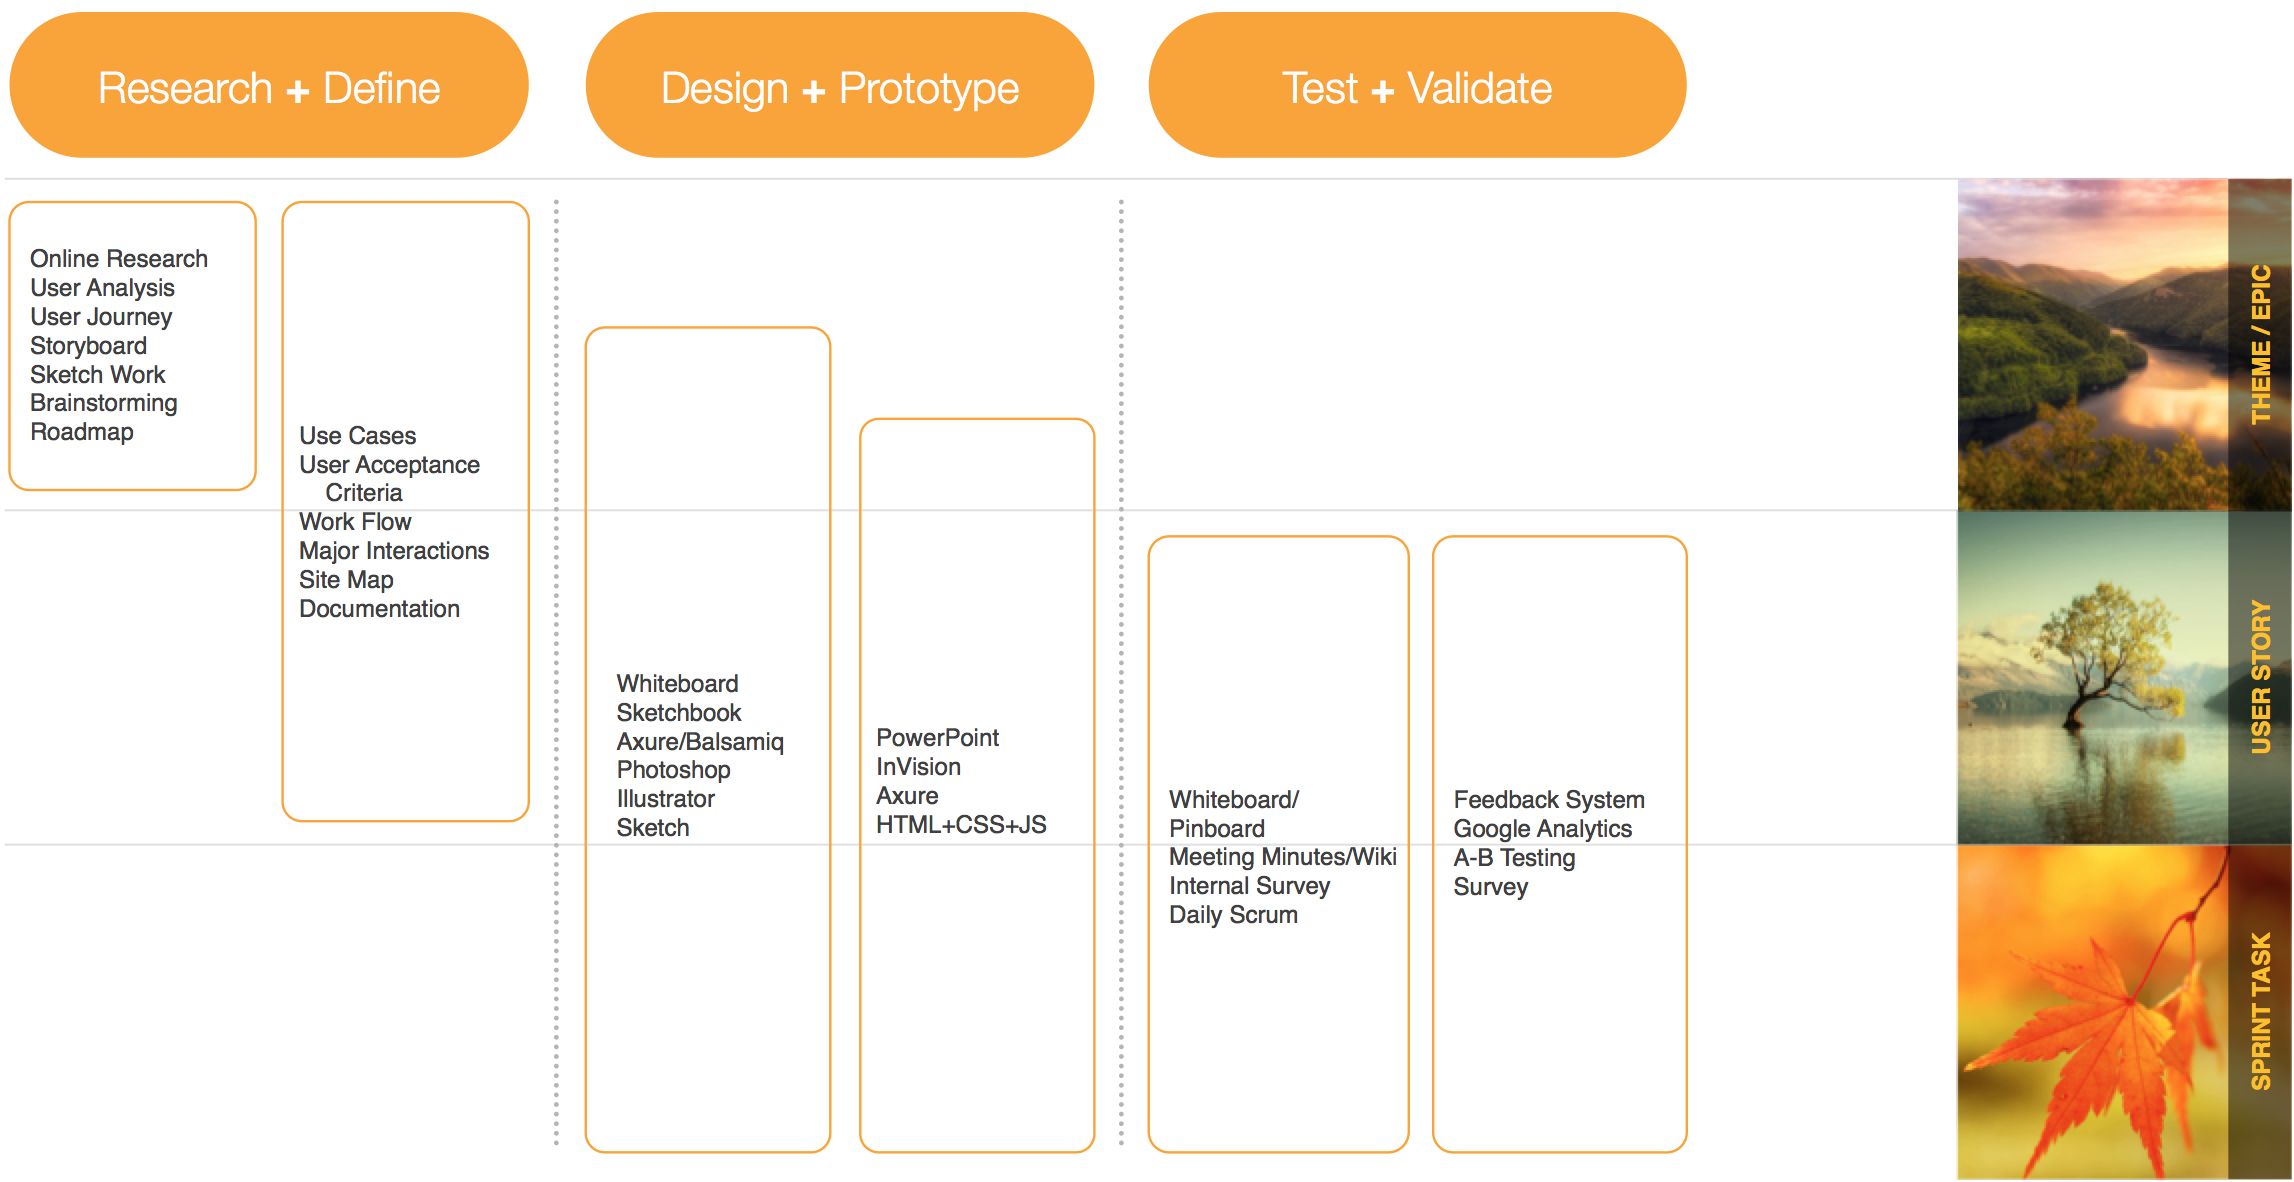 Research + Define
Design + Prototype
Test + Validate
Online Research
User Analysis
User Journey
Storyboard
Sketch Work
Brainstorming
Roadmap
Use Cases
User Acceptance
Criteria
Work Flow
Major Interactions
Site Map
Documentation
Whiteboard
Sketchbook
Axure/Balsamiq
Photoshop
Illustrator
Sketch
PowerPoint
InVision
Axure
HTML+CSS+JS
Whiteboard/
Pinboard
Meeting Minutes/Wiki
Internal Survey
Daily Scrum
Feedback System
Google Analytics
A-B Testing
Survey
THEME / EPIC
USER STORY
SPRINT TASK